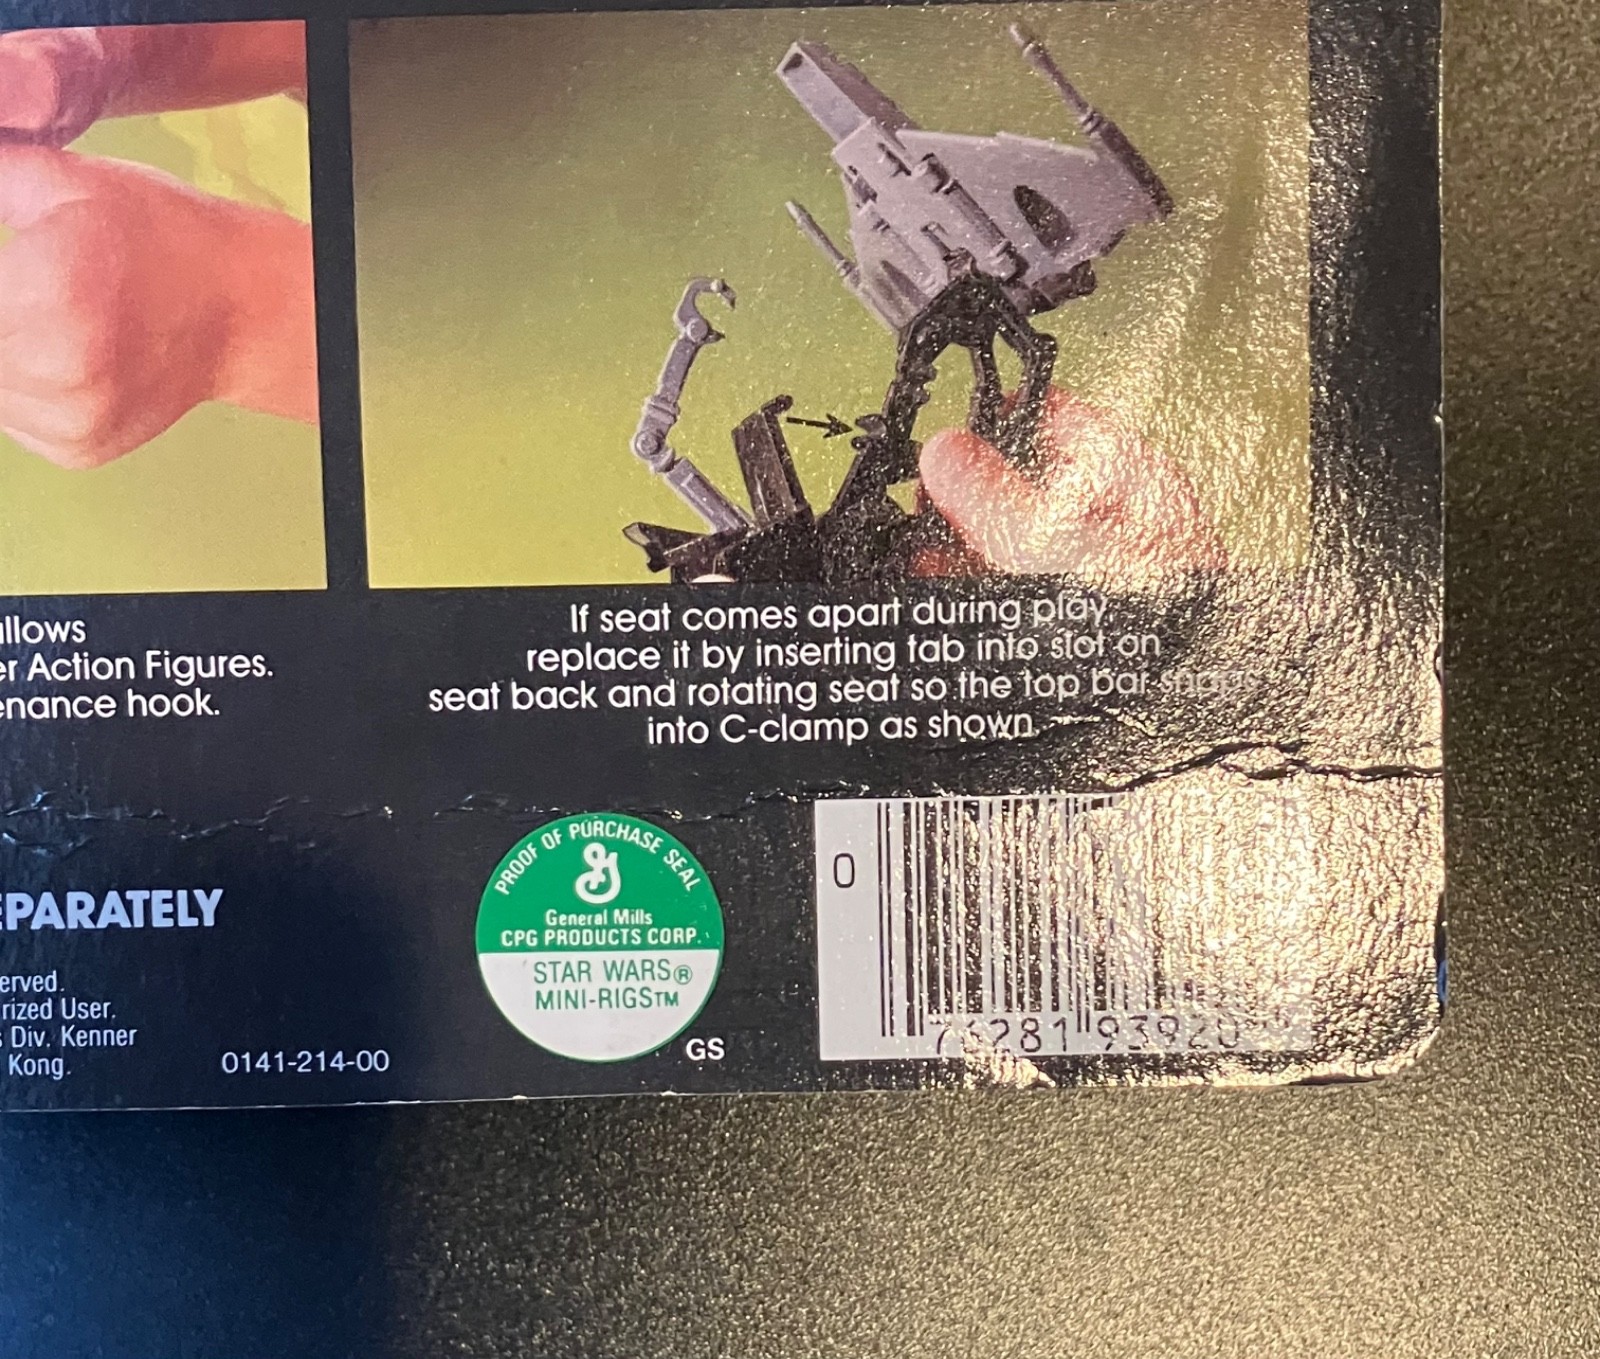 llows
er Action Figures.
enance hook.
If seat comes apart during play,
replace it by inserting tab into slot on
seat back and rotating seat so the top bar snaps
into C-clamp as shown.
EPARATELY
erved.
rized User.
s Div. Kenner
Kong.
0141-214-00
PROOF OF PURCHASE SEAL
G
General Mills
CPG PRODUCTS CORP.
STAR WARS®
MINI-RIGS™
GS
0
93920